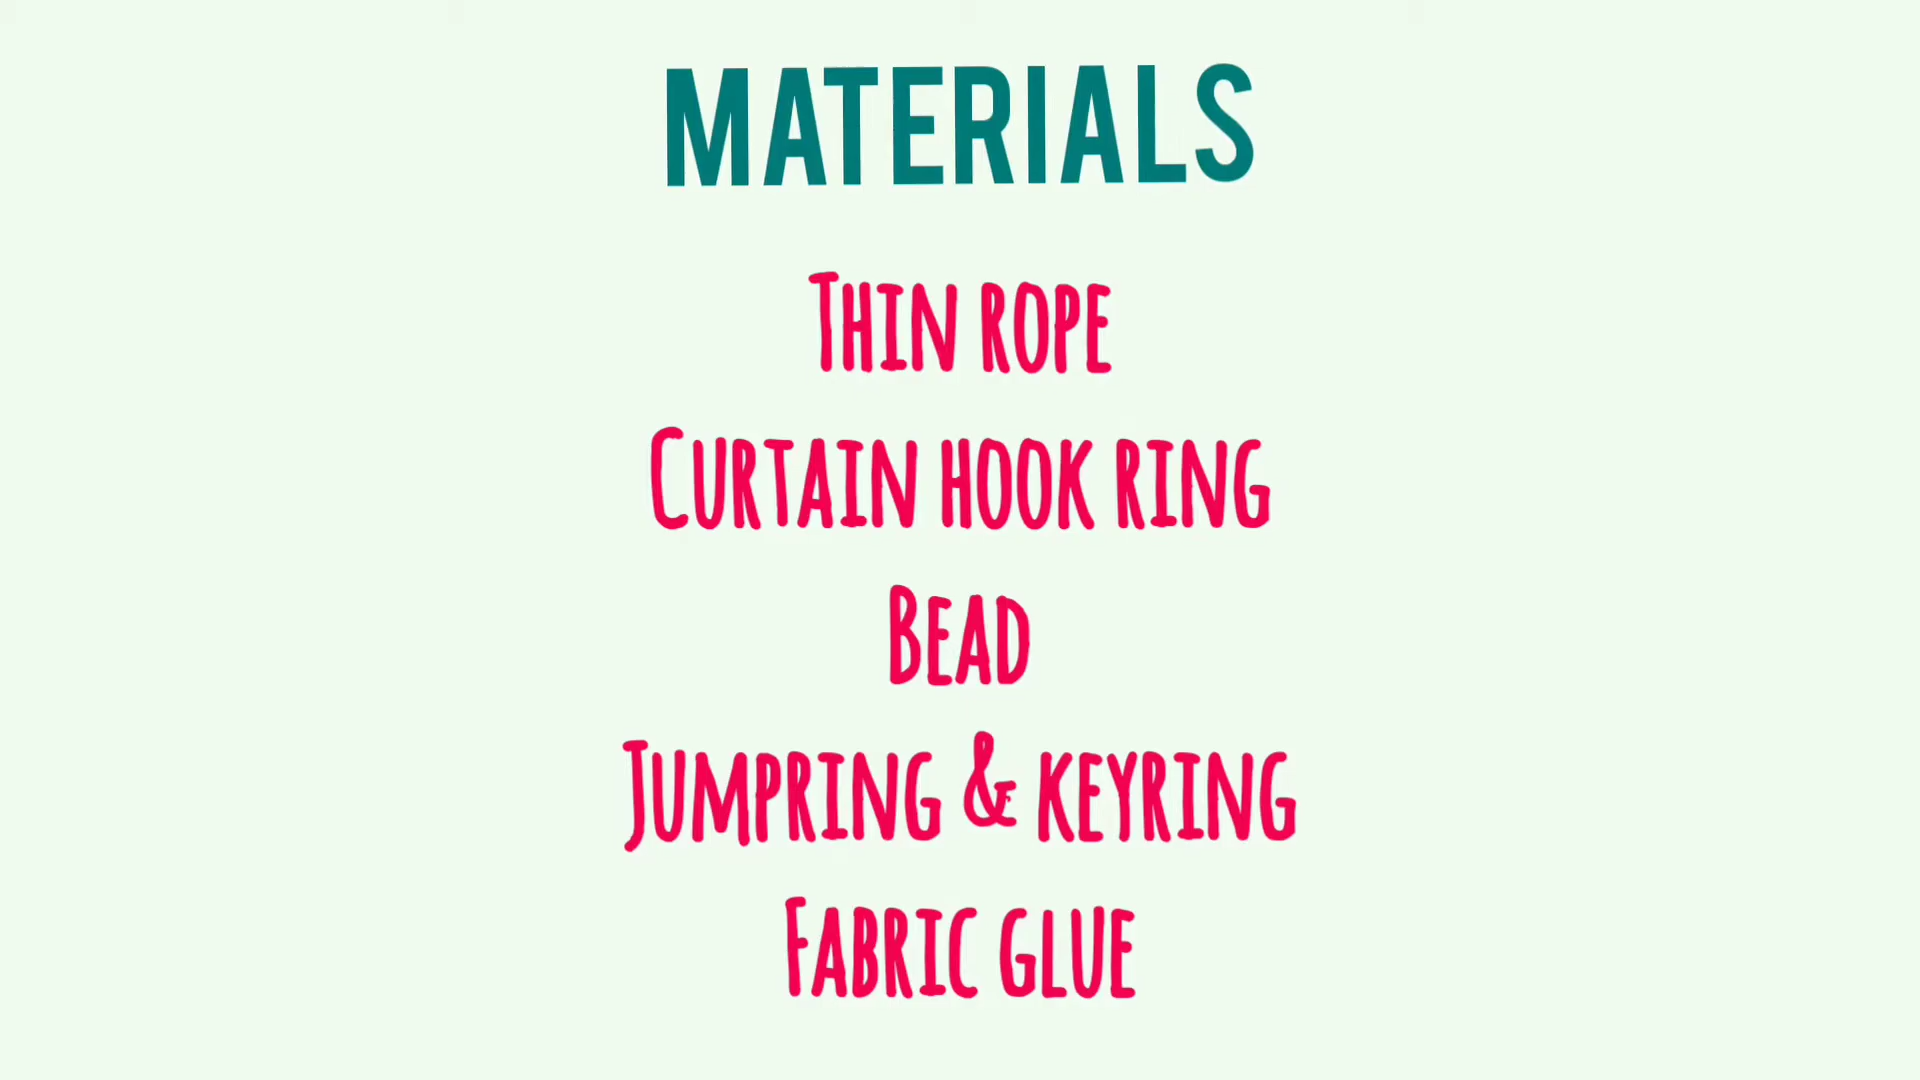 MATERIALS
Thin rope
Curtain hook ring
Bead
Jumpring & keyring
Fabric glue